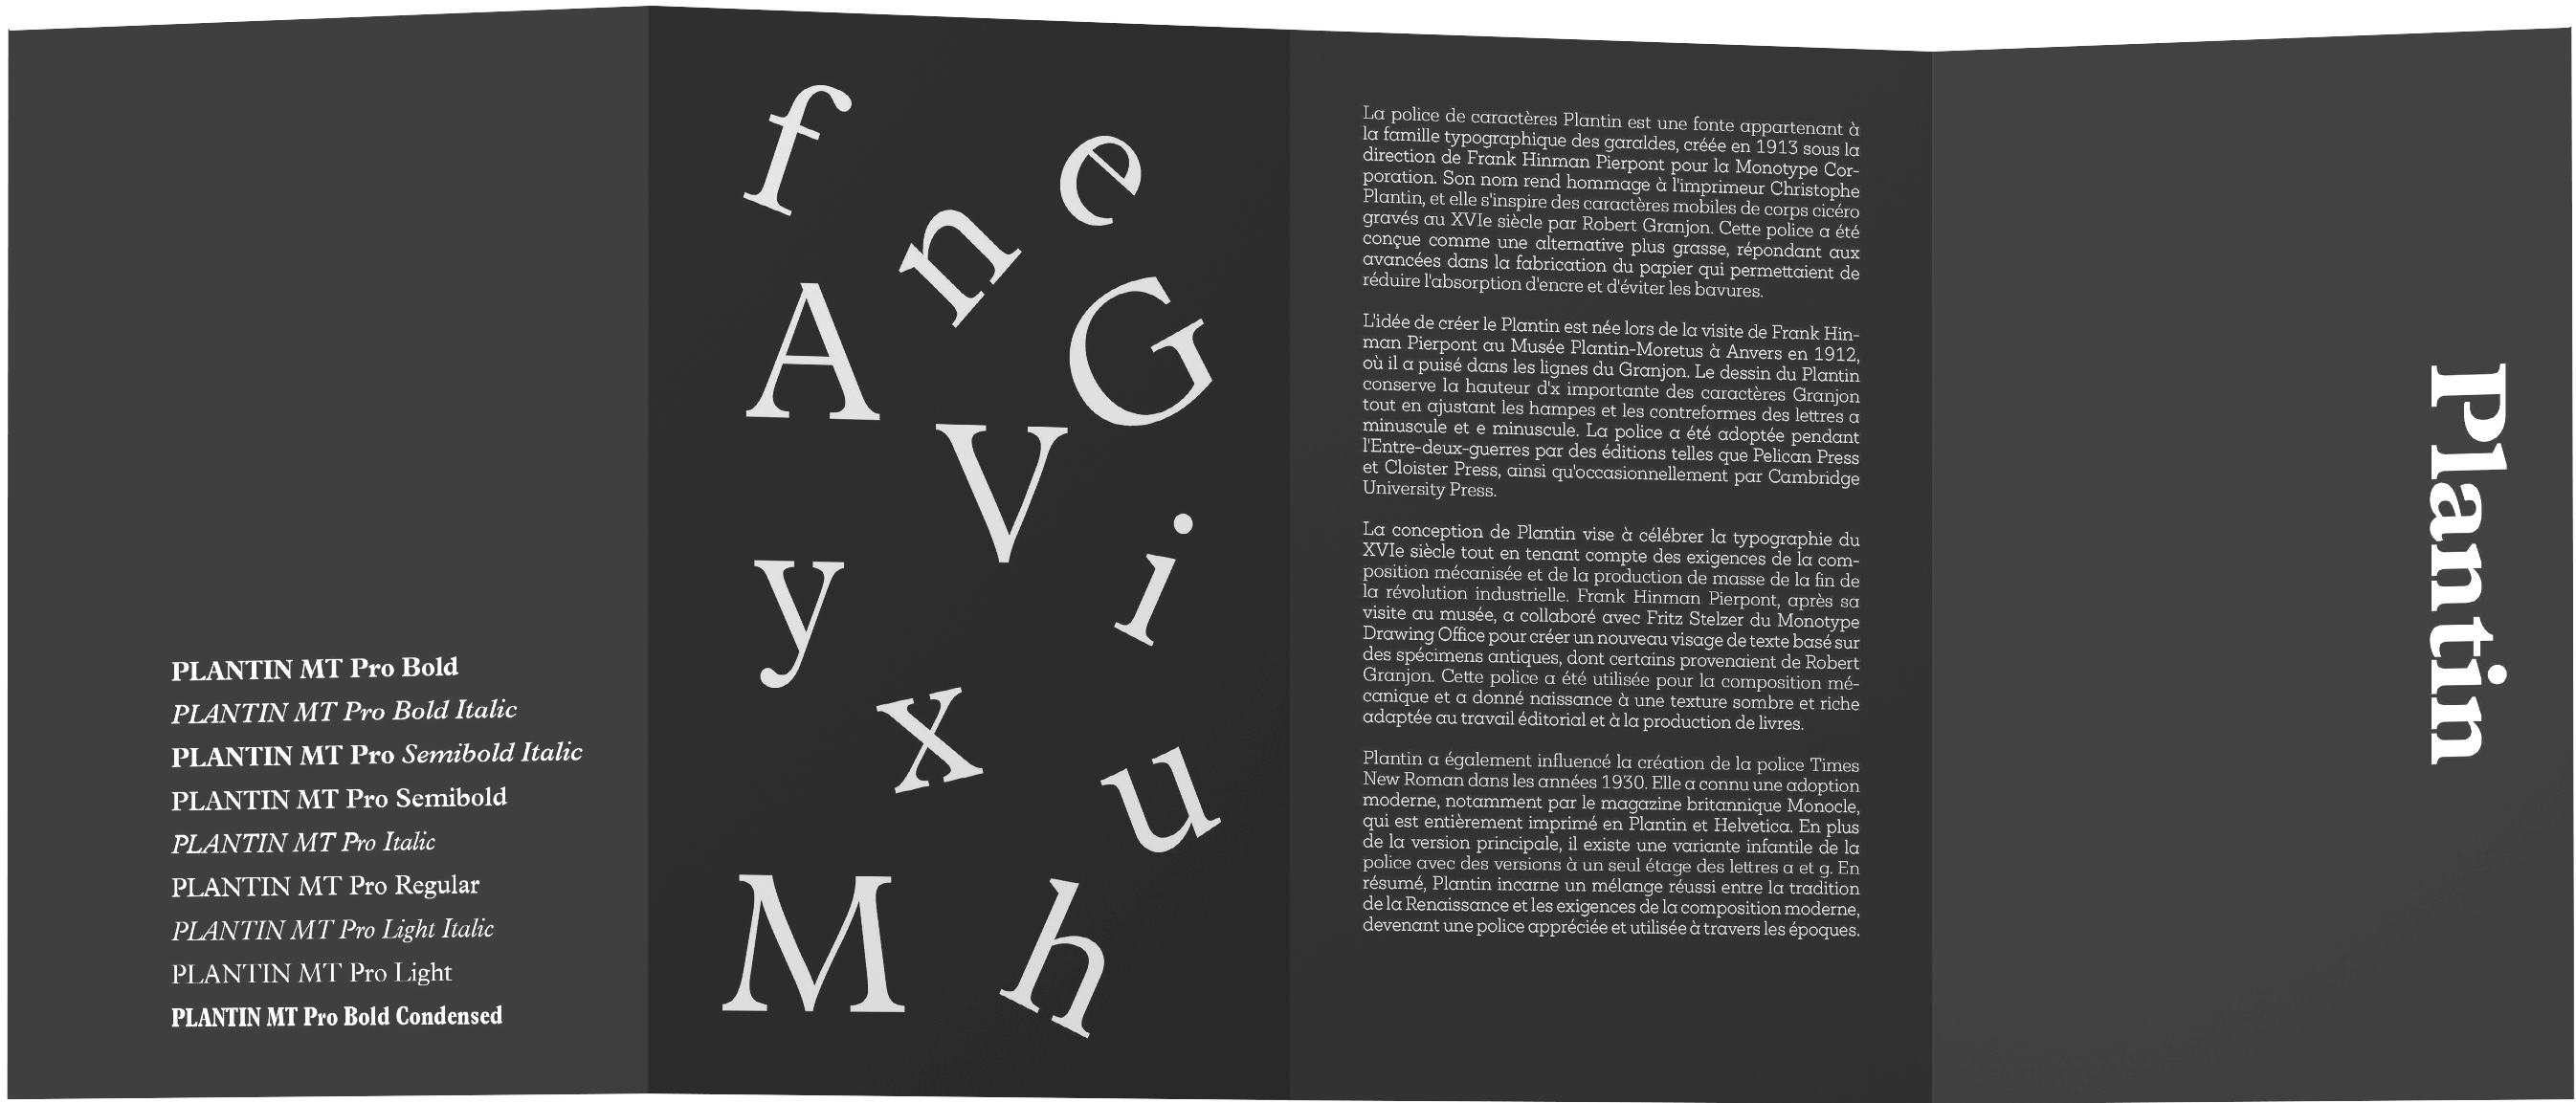 PLANTIN MT Pro Bold
PLANTIN MT Pro Bold Italic
PLANTIN MT Pro Semibold Italic
PLANTIN MT Pro Semibold
PLANTIN MT Pro Italic
PLANTIN MT Pro Regular
PLANTIN MT Pro Light Italic
PLANTIN MT Pro Light
PLANTIN MT Pro Bold Condensed
f
e
n
A
G
V
y
i
x
u
M
h
La police de caractères Plantin est une fonte appartenant à
la famille typographique des garaldes, créée en 1913 sous la
direction de Frank Hinman Pierpont pour la Monotype Cor-
poration. Son nom rend hommage à l'imprimeur Christophe
Plantin, et elle s'inspire des caractères mobiles de corps cicéro
gravés au XVIe siècle par Robert Granjon. Cette police a été
conçue comme une alternative plus grasse, répondant aux
avancées dans la fabrication du papier qui permettaient de
réduire l'absorption d'encre et d'éviter les bavures.
L'idée de créer le Plantin est née lors de la visite de Frank Hin-
man Pierpont au Musée Plantin-Moretus à Anvers en 1912,
où il a puisé dans les lignes du Granjon. Le dessin du Plantin
conserve la hauteur d'x importante des caractères Granjon
tout en ajustant les hampes et les contreformes des lettres a
minuscule et e minuscule. La police a été adoptée pendant
l'Entre-deux-guerres par des éditions telles que Pelican Press
et Cloister Press, ainsi qu'occasionnellement par Cambridge
University Press.
La conception de Plantin vise à célébrer la typographie du
XVIe siècle tout en tenant compte des exigences de la com-
position mécanisée et de la production de masse de la fin de
la révolution industrielle. Frank Hinman Pierpont, après sa
visite au musée, a collaboré avec Fritz Stelzer du Monotype
Drawing Office pour créer un nouveau visage de texte basé sur
des spécimens antiques, dont certains provenaient de Robert
Granjon. Cette police a été utilisée pour la composition mé-
canique et a donné naissance à une texture sombre et riche
adaptée au travail éditorial et à la production de livres.
Plantin a également influencé la création de la police Times
New Roman dans les années 1930. Elle a connu une adoption
moderne, notamment par le magazine britannique Monocle,
qui est entièrement imprimé en Plantin et Helvetica. En plus
de la version principale, il existe une variante infantile de la
police avec des versions à un seul étage des lettres a et g. En
résumé, Plantin incarne un mélange réussi entre la tradition
de la Renaissance et les exigences de la composition moderne,
devenant une police appréciée et utilisée à travers les époques.
Plantin